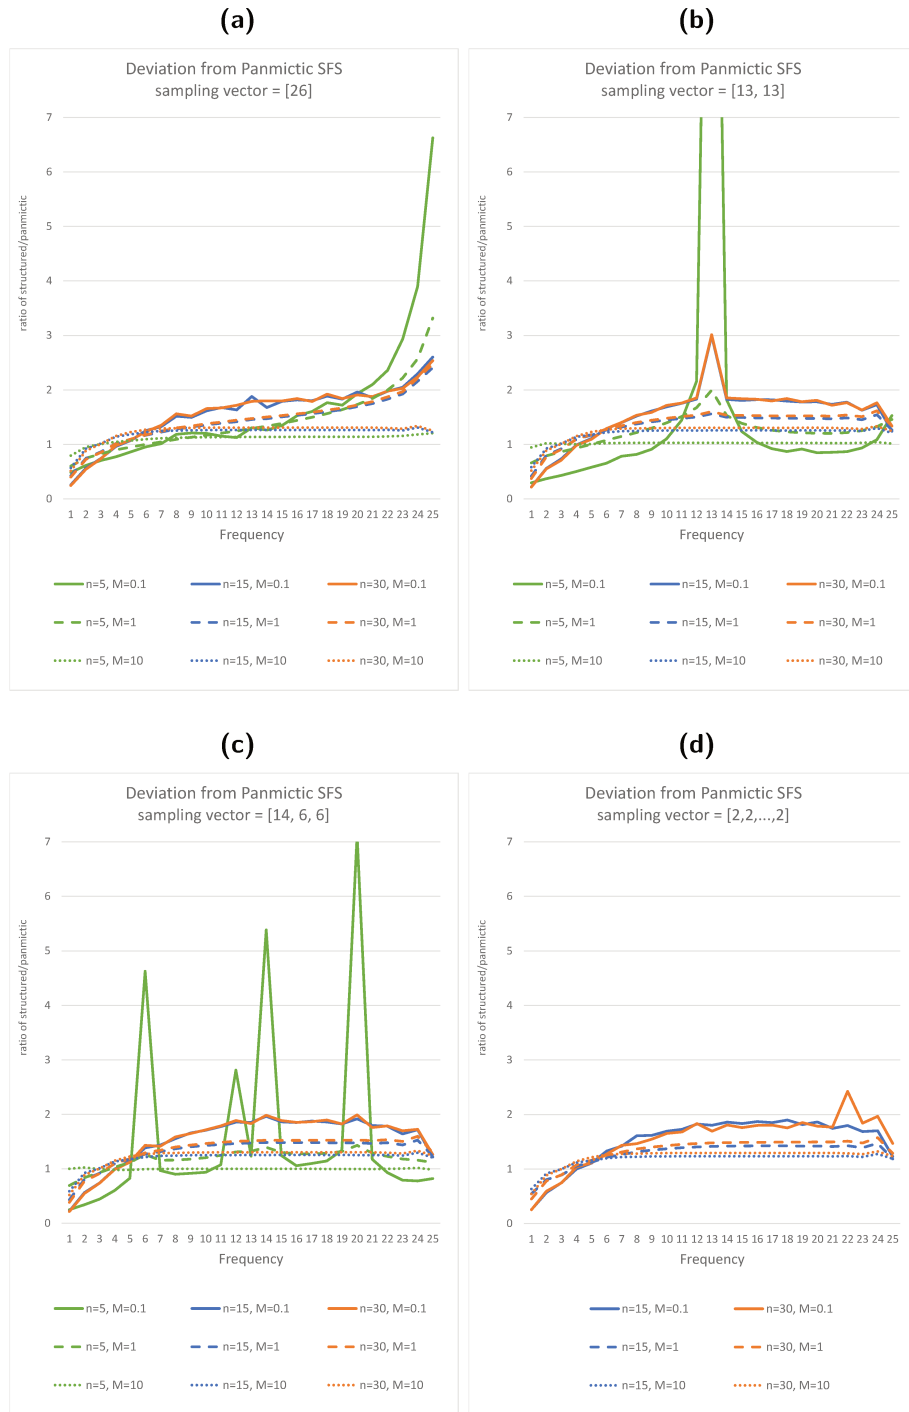 (a)
Deviation from Panmictic SFS
sampling vector = [26]
ratio of structured/panmictic
7
6
5
4
3
2
1
0
1 2 3 4 5 6 7 8 9 10 11 12 13 14 15 16 17 18 19 20 21 22 23 24 25
Frequency
n=5, M=0.1 n=15, M=0.1 n=30, M=0.1
n=5, M=1 n=15, M=1 n=30, M=1
n=5, M=10 n=15, M=10 n=30, M=10
(b)
Deviation from Panmictic SFS
sampling vector = [13, 13]
ratio of structured/panmictic
7
6
5
4
3
2
1
0
1 2 3 4 5 6 7 8 9 10 11 12 13 14 15 16 17 18 19 20 21 22 23 24 25
Frequency
n=5, M=0.1 n=15, M=0.1 n=30, M=0.1
n=5, M=1 n=15, M=1 n=30, M=1
n=5, M=10 n=15, M=10 n=30, M=10
(c)
Deviation from Panmictic SFS
sampling vector = [14, 6, 6]
ratio of structured/panmictic
7
6
5
4
3
2
1
0
1 2 3 4 5 6 7 8 9 10 11 12 13 14 15 16 17 18 19 20 21 22 23 24 25
Frequency
n=5, M=0.1 n=15, M=0.1 n=30, M=0.1
n=5, M=1 n=15, M=1 n=30, M=1
n=5, M=10 n=15, M=10 n=30, M=10
(d)
Deviation from Panmictic SFS
sampling vector = [2,2,...,2]
ratio of structured/panmictic
7
6
5
4
3
2
1
0
1 2 3 4 5 6 7 8 9 10 11 12 13 14 15 16 17 18 19 20 21 22 23 24 25
Frequency
n=15, M=0.1 n=30, M=0.1
n=15, M=1 n=30, M=1
n=15, M=10 n=30, M=10